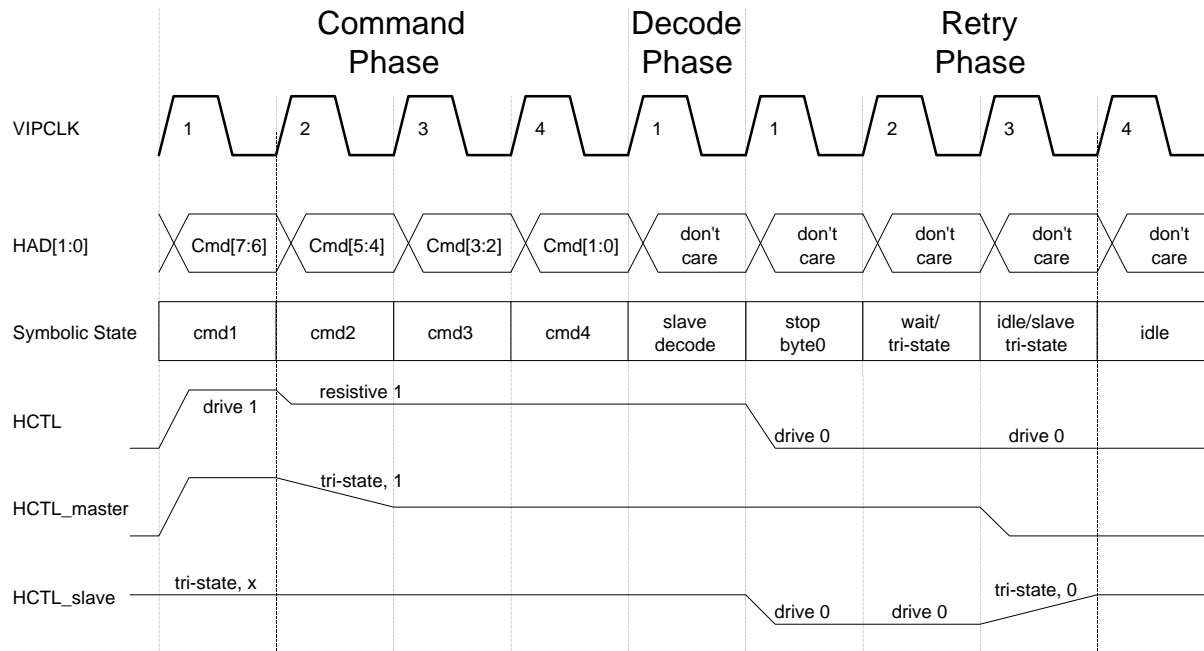 Command Phase
Decode Phase
Retry Phase
VIPCLK
1 2 3 4 1 1 2 3 4
HAD[1:0]
Cmd[7:6] Cmd[5:4] Cmd[3:2] Cmd[1:0] don't care don't care don't care don't care don't care
Symbolic State
cmd1 cmd2 cmd3 cmd4 slave decode stop byte0 wait/ tri-state idle/slave tri-state idle
HCTL
drive 1 resistive 1 drive 0 drive 0
HCTL_master
tri-state, 1
HCTL_slave
tri-state, x drive 0 drive 0 tri-state, 0